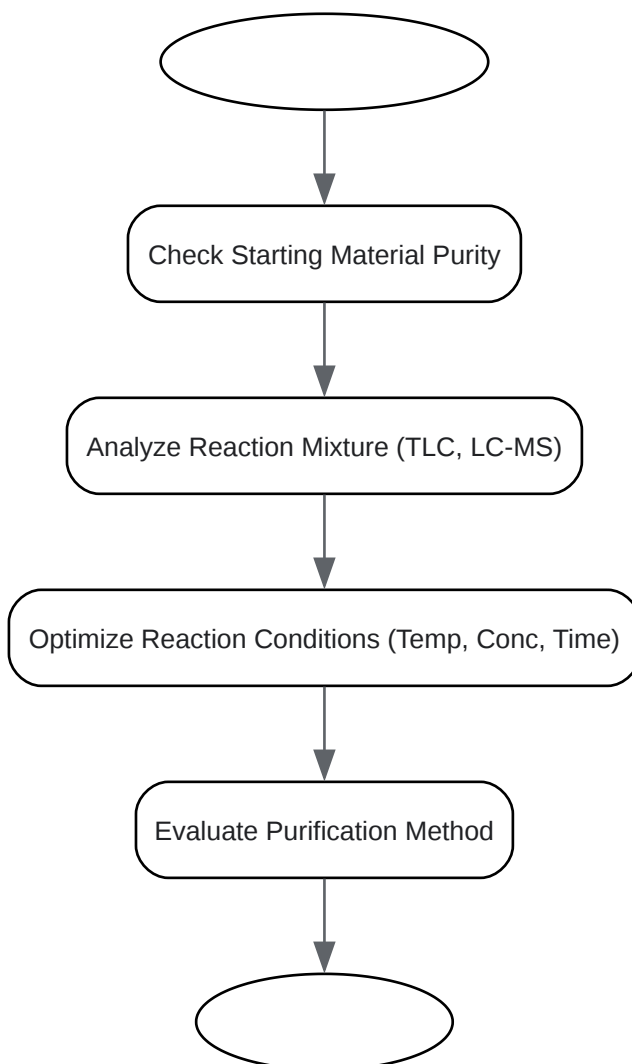 Check Starting Material Purity
Analyze Reaction Mixture (TLC, LC-MS)
Optimize Reaction Conditions (Temp, Conc, Time)
Evaluate Purification Method